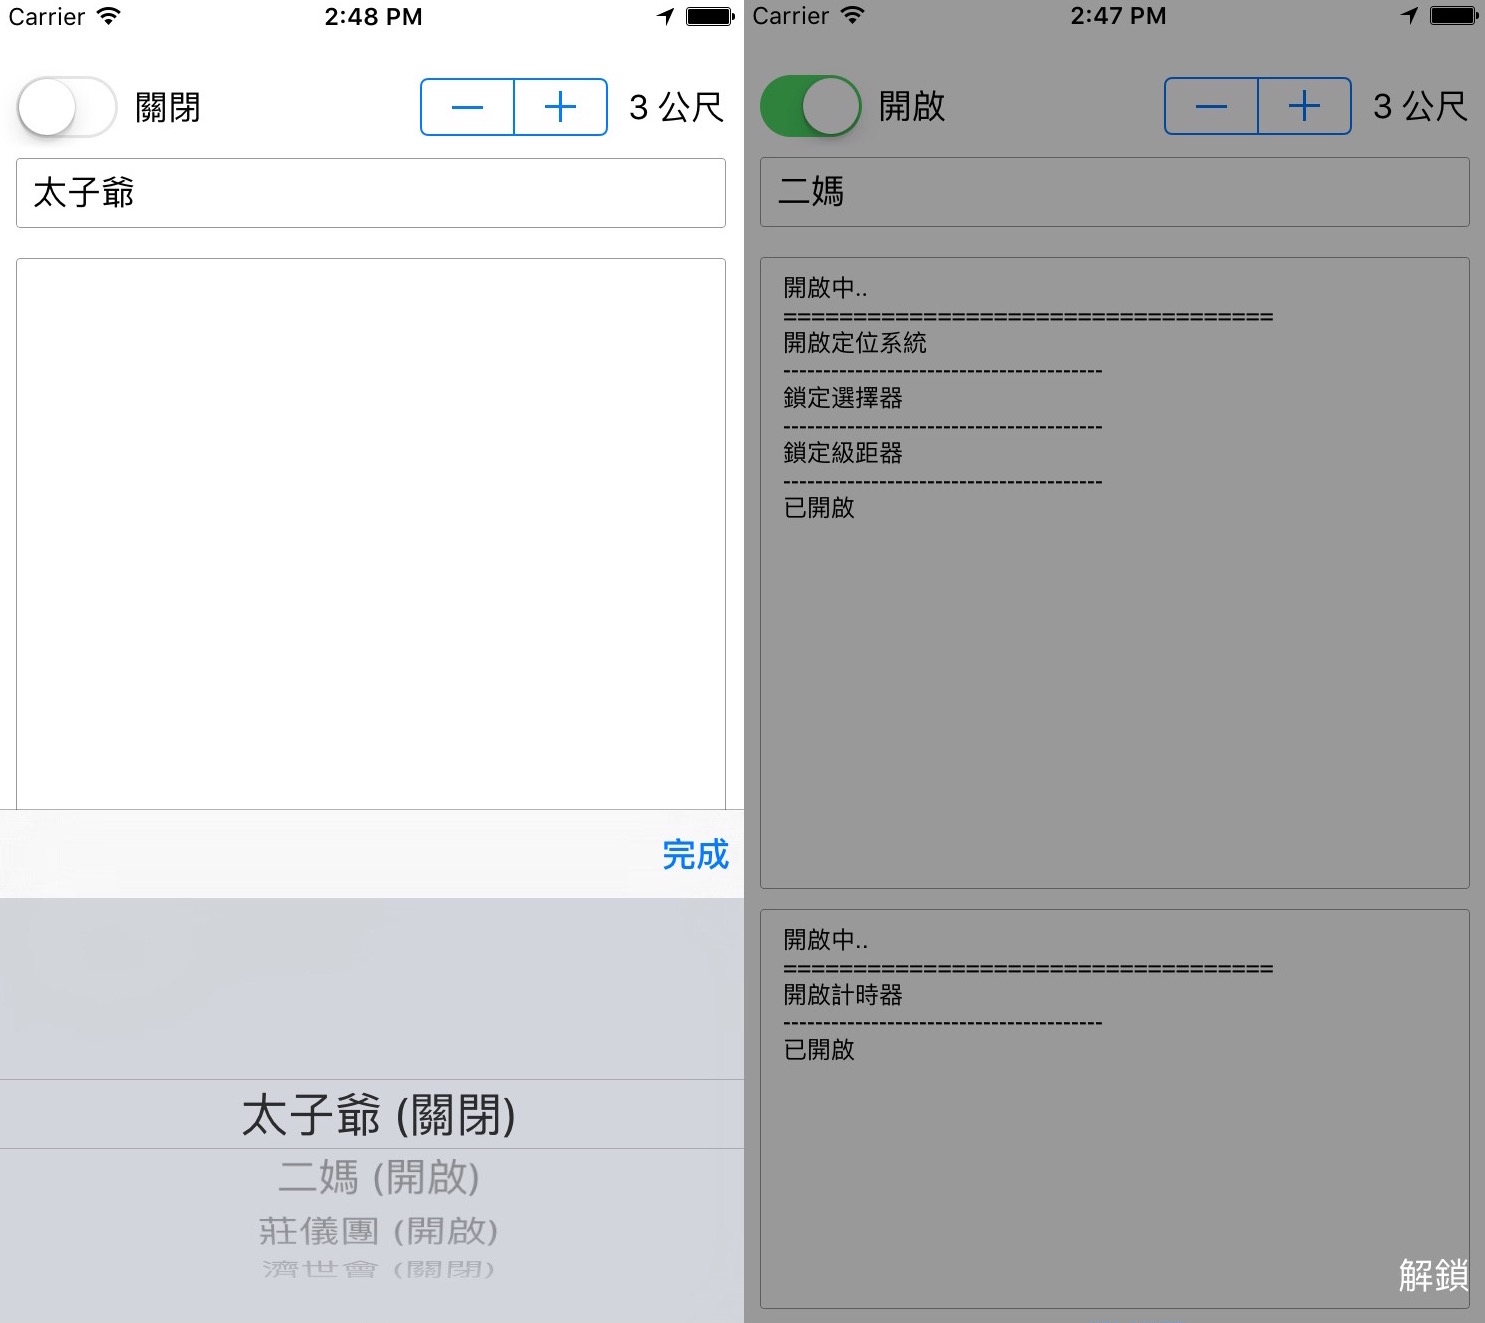 Carrier 2:48 PM
關閉 3 公尺
太子爺
完成
太子爺 (關閉)
二媽 (開啟)
莊儀團 (開啟)
濟世會 (關閉)
Carrier 2:47 PM
開啟 3 公尺
二媽
開啟中..
===================================
開啟定位系統
----------------------------------------
鎖定選擇器
----------------------------------------
鎖定級距器
----------------------------------------
已開啟
開啟中..
===================================
開啟計時器
----------------------------------------
已開啟
解鎖